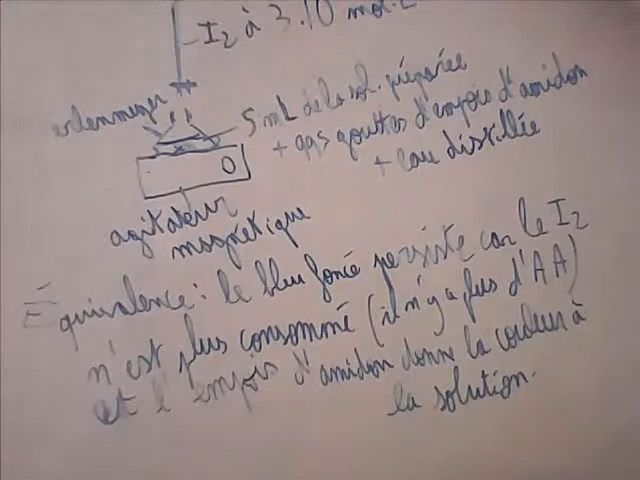 I2 à 3.10 mol.L
erlenmeyer
5 mL de la sol. préparée
+ qqs gouttes d'empois d'amidon
+ eau distillée
agitateur
magnétique
Équivalence : le bleu foncé persiste car le I2
n'est plus consommé (il n'y a plus d'AA)
et l'empois d'amidon donne la couleur à
la solution.